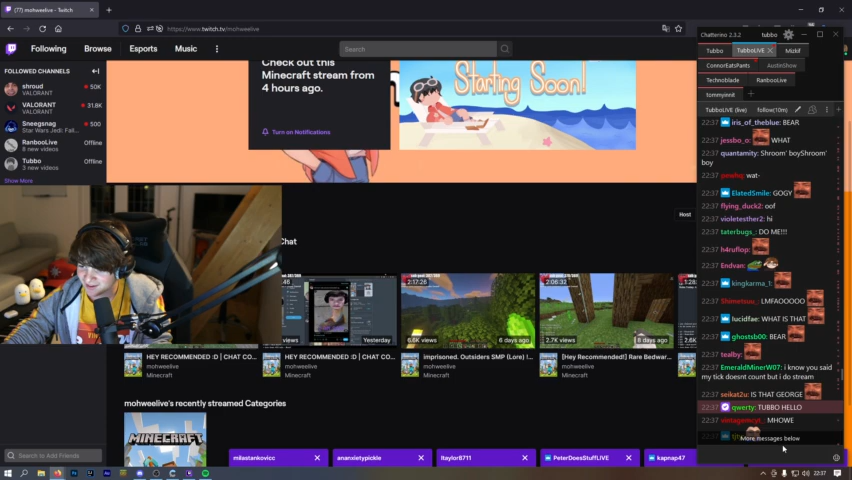 (77) mohweelive - Twitch
https://www.twitch.tv/mohweelive
Following
Browse
Esports
Music
Search
FOLLOWED CHANNELS
shroud
50K
VALORANT
VALORANT
31.8K
VALORANT
Sneegsnag
500
Star Wars Jedi: Fall...
RanbooLive
Offline
8 new videos
Tubbo
Offline
3 new videos
Show More
Check out this
Minecraft stream from
4 hours ago.
Turn on Notifications
Starting Soon!
Host
Chat
views
Yesterday
2:17:26
6.6K views
6 days ago
2:06:32
2.7K views
8 days ago
HEY RECOMMENDED :D | CHAT CO...
mohweelive
Minecraft
HEY RECOMMENDED :D | CHAT CO...
mohweelive
Minecraft
imprisoned. Outsiders SMP (Lore) !...
mohweelive
Minecraft
[Hey Recommended!] Rare Bedwar...
mohweelive
Minecraft
mohweelive's recently streamed Categories
MINECRAFT
Search to Add Friends
milastankovicc
ananxietypickle
ltaylor8711
PeterDoesStuffLIVE
kapnap47
Chatterino 2.3.2
tubbo
Tubbo
TubboLIVE
Mizkif
ConnorEatsPants
AustinShow
Technoblade
RanbooLive
tommyinnit
TubboLIVE (live)
follow(10m)
22:37 iris_of_theblue: BEAR
22:37 jessbo_o: WHAT
22:37 quantamity: Shroom' boyShroom'
boy
22:37 wat-
22:37 ElatedSmile: GOGY
22:37 flying_duck2: oof
22:37 violetesther2: hi
22:37 taterbugs_: DO ME!!!
22:37 h4ruflop:
22:37 Endvan:
22:37 kingkarma_1:
22:37 Shimetsuu_: LMFAOOOOO
22:37 lucidfae: WHAT IS THAT
22:37 ghostsb00: BEAR
22:37 tealby:
22:37 EmeraldMinerW07: i know you said
my tick doesnt count but i do stream
22:37 seikat2u: IS THAT GEORGE
22:37 qwerty: TUBBO HELLO
22:37 MHOWE
22:37
More messages below
22:37